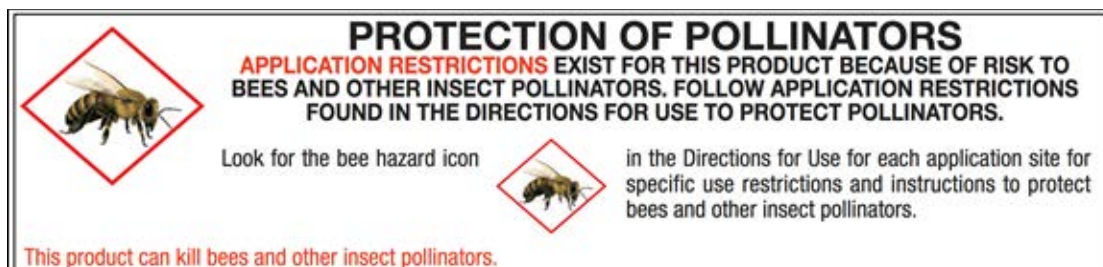 PROTECTION OF POLLINATORS
APPLICATION RESTRICTIONS EXIST FOR THIS PRODUCT BECAUSE OF RISK TO
BEES AND OTHER INSECT POLLINATORS. FOLLOW APPLICATION RESTRICTIONS
FOUND IN THE DIRECTIONS FOR USE TO PROTECT POLLINATORS.
Look for the bee hazard icon
in the Directions for Use for each application site for
specific use restrictions and instructions to protect
bees and other insect pollinators.
This product can kill bees and other insect pollinators.